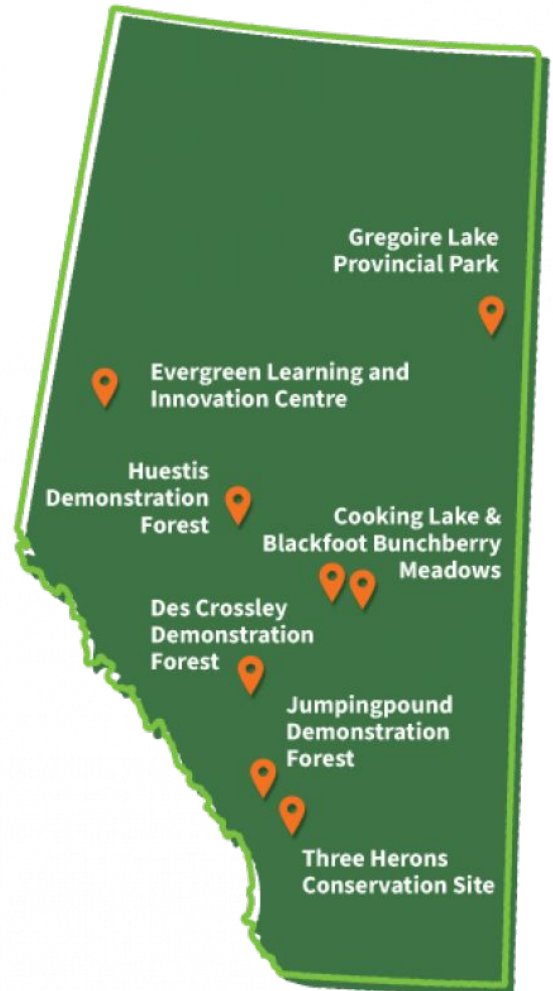 Gregoire Lake
Provincial Park
Evergreen Learning and
Innovation Centre
Huestis
Demonstration
Forest
Cooking Lake &
Blackfoot Bunchberry
Meadows
Des Crossley
Demonstration
Forest
Jumpingpound
Demonstration
Forest
Three Herons
Conservation Site